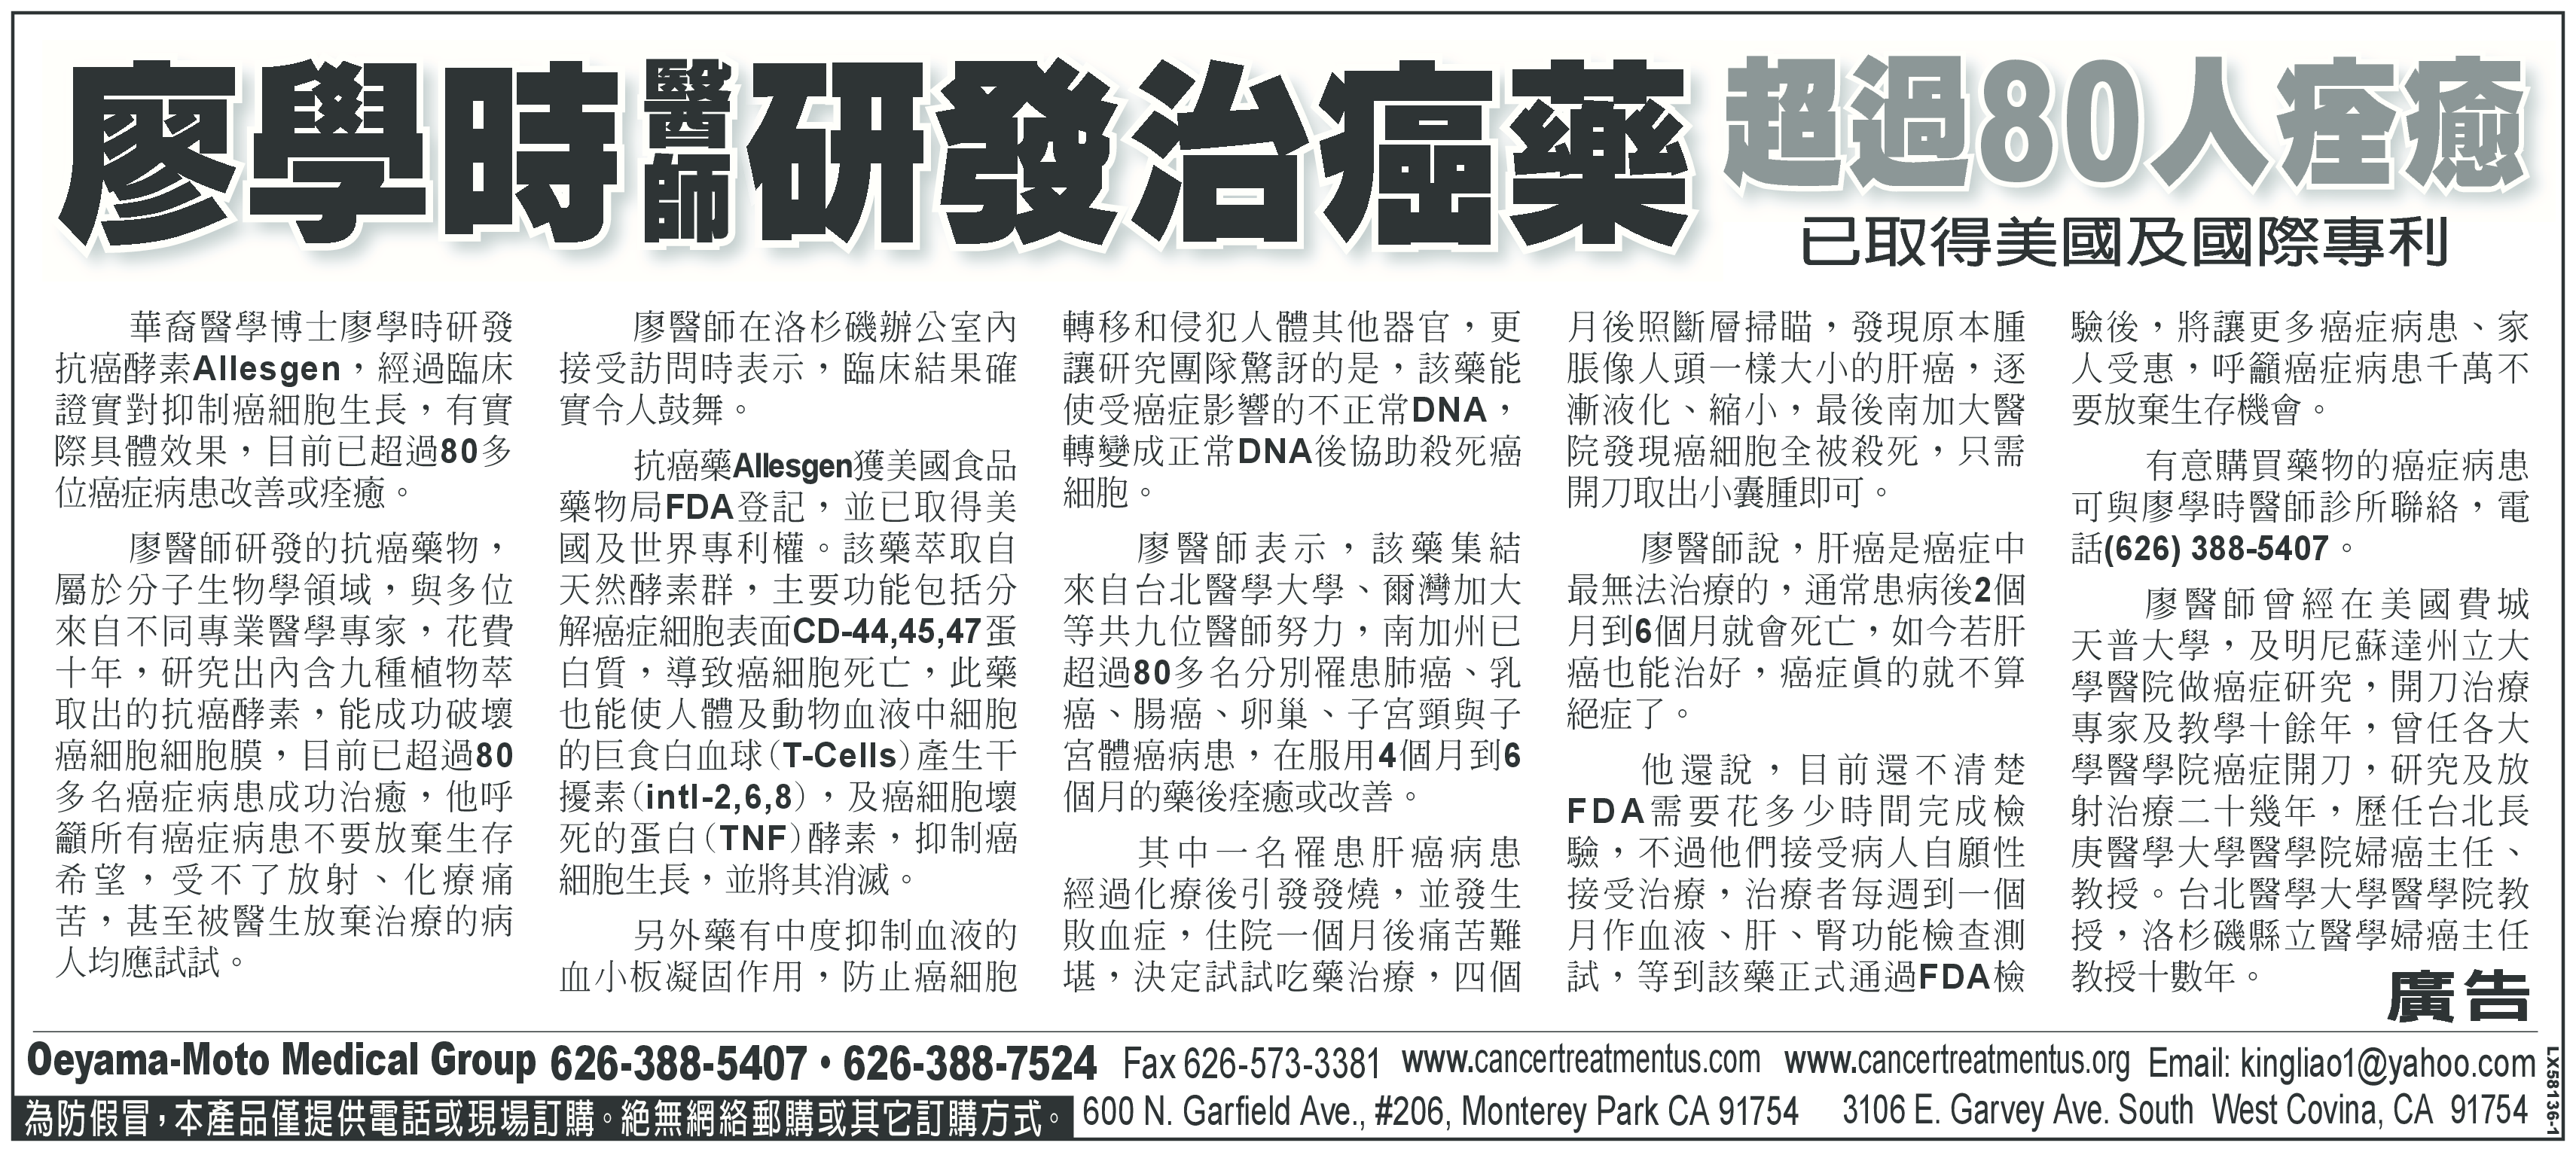 廖學時醫師研發治癌藥
超過80人痊癒
已取得美國及國際專利
華裔醫學博士廖學時研發
抗癌酵素Allesgen，經過臨床
證實對抑制癌細胞生長，有實
際具體效果，目前已超過80多
位癌症病患改善或痊癒。
廖醫師研發的抗癌藥物，
屬於分子生物學領域，與多位
來自不同專業醫學專家，花費
十年，研究出內含九種植物萃
取出的抗癌酵素，能成功破壞
癌細胞細胞膜，目前已超過80
多名癌症病患成功治癒，他呼
籲所有癌症病患不要放棄生存
希望，受不了放射、化療痛
苦，甚至被醫生放棄治療的病
人均應試試。
廖醫師在洛杉磯辦公室內
接受訪問時表示，臨床結果確
實令人鼓舞。
抗癌藥Allesgen獲美國食品
藥物局FDA登記，並已取得美
國及世界專利權。該藥萃取自
天然酵素群，主要功能包括分
解癌症細胞表面CD-44,45,47蛋
白質，導致癌細胞死亡，此藥
也能使人體及動物血液中細胞
的巨食白血球（T-Cells）產生干
擾素（intl-2,6,8），及癌細胞壞
死的蛋白（TNF）酵素，抑制癌
細胞生長，並將其消滅。
另外藥有中度抑制血液的
血小板凝固作用，防止癌細胞
轉移和侵犯人體其他器官，更
讓研究團隊驚訝的是，該藥能
使受癌症影響的不正常DNA，
轉變成正常DNA後協助殺死癌
細胞。
廖醫師表示，該藥集結
來自台北醫學大學、爾灣加大
等共九位醫師努力，南加州已
超過80多名分別罹患肺癌、乳
癌、腸癌、卵巢、子宮頸與子
宮體癌病患，在服用4個月到6
個月的藥後痊癒或改善。
其中一名罹患肝癌病患
經過化療後引發發燒，並發生
敗血症，住院一個月後痛苦難
堪，決定試試吃藥治療，四個
月後照斷層掃瞄，發現原本腫
脹像人頭一樣大小的肝癌，逐
漸液化、縮小，最後南加大醫
院發現癌細胞全被殺死，只需
開刀取出小囊腫即可。
廖醫師說，肝癌是癌症中
最無法治療的，通常患病後2個
月到6個月就會死亡，如今若肝
癌也能治好，癌症眞的就不算
絕症了。
他還說，目前還不清楚
FDA需要花多少時間完成檢
驗，不過他們接受病人自願性
接受治療，治療者每週到一個
月作血液、肝、腎功能檢查測
試，等到該藥正式通過FDA檢
驗後，將讓更多癌症病患、家
人受惠，呼籲癌症病患千萬不
要放棄生存機會。
有意購買藥物的癌症病患
可與廖學時醫師診所聯絡，電
話(626) 388-5407。
廖醫師曾經在美國費城
天普大學，及明尼蘇達州立大
學醫院做癌症研究，開刀治療
專家及教學十餘年，曾任各大
學醫學院癌症開刀，研究及放
射治療二十幾年，歷任台北長
庚醫學大學醫學院婦癌主任、
教授。台北醫學大學醫學院教
授，洛杉磯縣立醫學婦癌主任
教授十數年。
廣告
Oeyama-Moto Medical Group 626-388-5407・626-388-7524 Fax 626-573-3381 www.cancertreatmentus.com www.cancertreatmentus.org Email: kingliao1@yahoo.com
為防假冒，本產品僅提供電話或現場訂購。絕無網絡郵購或其它訂購方式。 600 N. Garfield Ave., #206, Monterey Park CA 91754 3106 E. Garvey Ave. South West Covina, CA 91754
LX58136-1